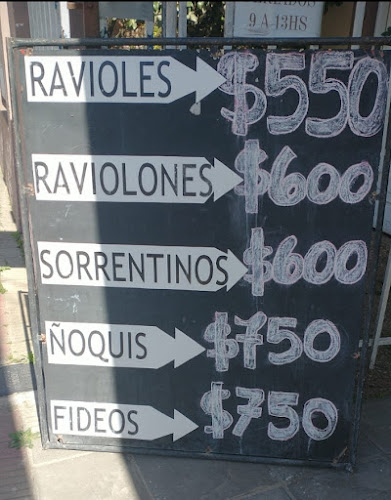 9 A 13HS
RAVIOLES $550
RAVIOLONES $600
SORRENTINOS $600
ÑOQUIS $750
FIDEOS $750